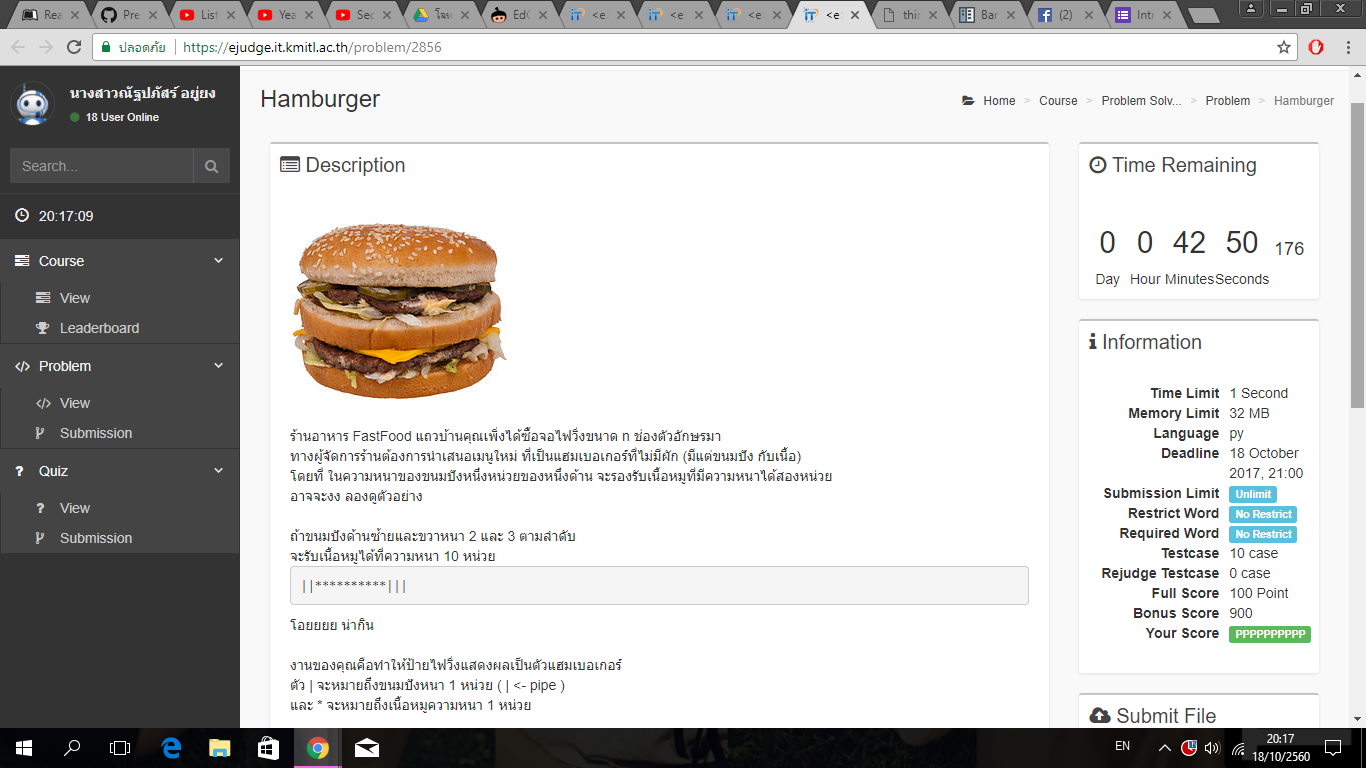 Rea
Pre
List
Yea
Sec
โจท
EdC
<e
<e
<e
<e
thir
Bar
(2)
Intr
ปลอดภัย
https://ejudge.it.kmitl.ac.th/problem/2856
นางสาวณัฐปภัสร์ อยู่ยง
18 User Online
Search...
20:17:09
Course
View
Leaderboard
Problem
View
Submission
Quiz
View
Submission
Hamburger
Home > Course > Problem Solv... > Problem > Hamburger
Description
ร้านอาหาร FastFood แถวบ้านคุณเพิ่งได้ซื้อจอไฟวิ่งขนาด n ช่องตัวอักษรมา
ทางผู้จัดการร้านต้องการนำเสนอเมนูใหม่ ที่เป็นแฮมเบอเกอร์ที่ไม่มีผัก (มีแต่ขนมปัง กับเนื้อ)
โดยที่ ในความหนาของขนมปังหนึ่งหน่วยของหนึ่งด้าน จะรองรับเนื้อหมูที่มีความหนาได้สองหน่วย
อาจจะงง ลองดูตัวอย่าง
ถ้าขนมปังด้านซ้ายและขวาหนา 2 และ 3 ตามลำดับ
จะรับเนื้อหมูได้ที่ความหนา 10 หน่วย
||**********|||
โอยยยย น่ากิน
งานของคุณคือทำให้ป้ายไฟวิ่งแสดงผลเป็นตัวแฮมเบอเกอร์
ตัว | จะหมายถึงขนมปังหนา 1 หน่วย ( | <- pipe )
และ * จะหมายถึงเนื้อหมูความหนา 1 หน่วย
Time Remaining
0 0 42 50 176
Day Hour Minutes Seconds
Information
Time Limit 1 Second
Memory Limit 32 MB
Language py
Deadline 18 October
2017, 21:00
Submission Limit Unlimit
Restrict Word No Restrict
Required Word No Restrict
Testcase 10 case
Rejudge Testcase 0 case
Full Score 100 Point
Bonus Score 900
Your Score PPPPPPPPPP
Submit File
EN
20:17
18/10/2560